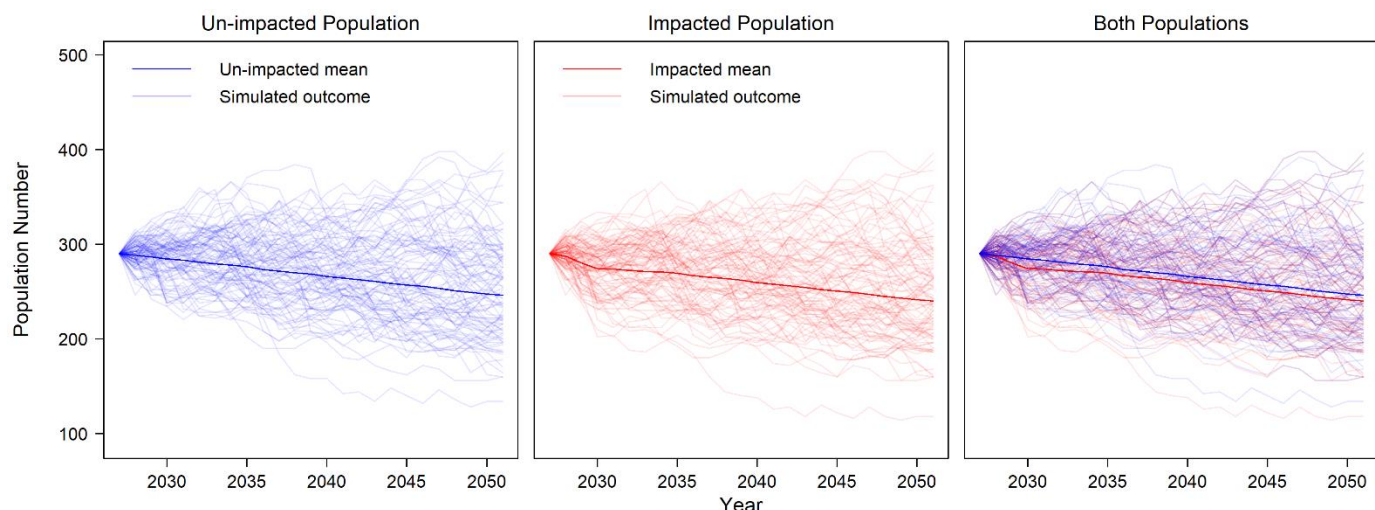 Un-impacted Population
Impacted Population
Both Populations
Un-impacted mean
Simulated outcome
Impacted mean
Simulated outcome
Population Number
500
400
300
200
100
2030 2035 2040 2045 2050
2030 2035 2040 2045 2050
2030 2035 2040 2045 2050
Year